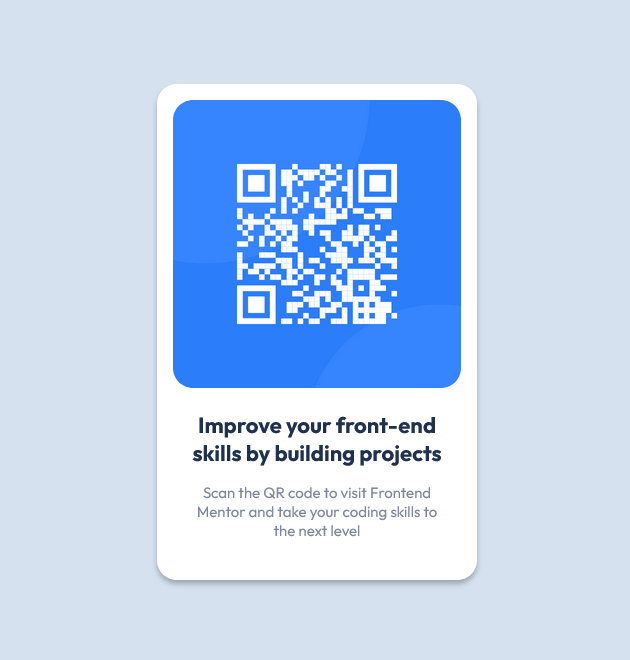 Improve your front-end
skills by building projects
Scan the QR code to visit Frontend
Mentor and take your coding skills to
the next level